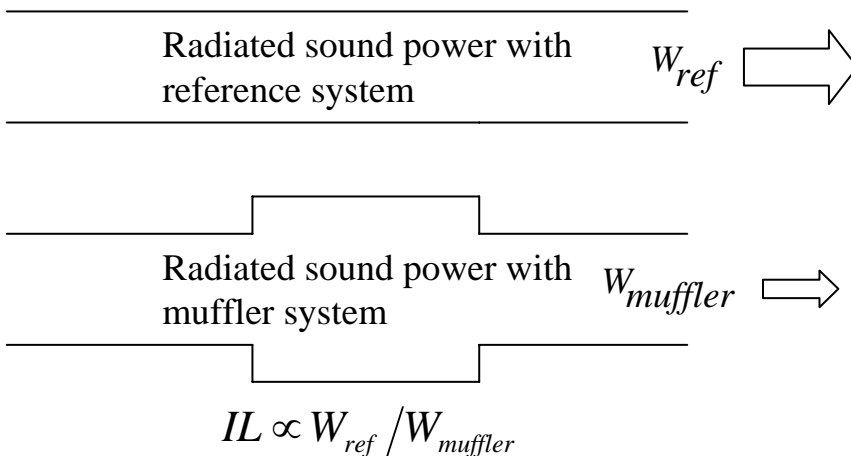 Radiated sound power with
reference system
W_ref
Radiated sound power with
muffler system
W_muffler
IL ∝ W_ref / W_muffler